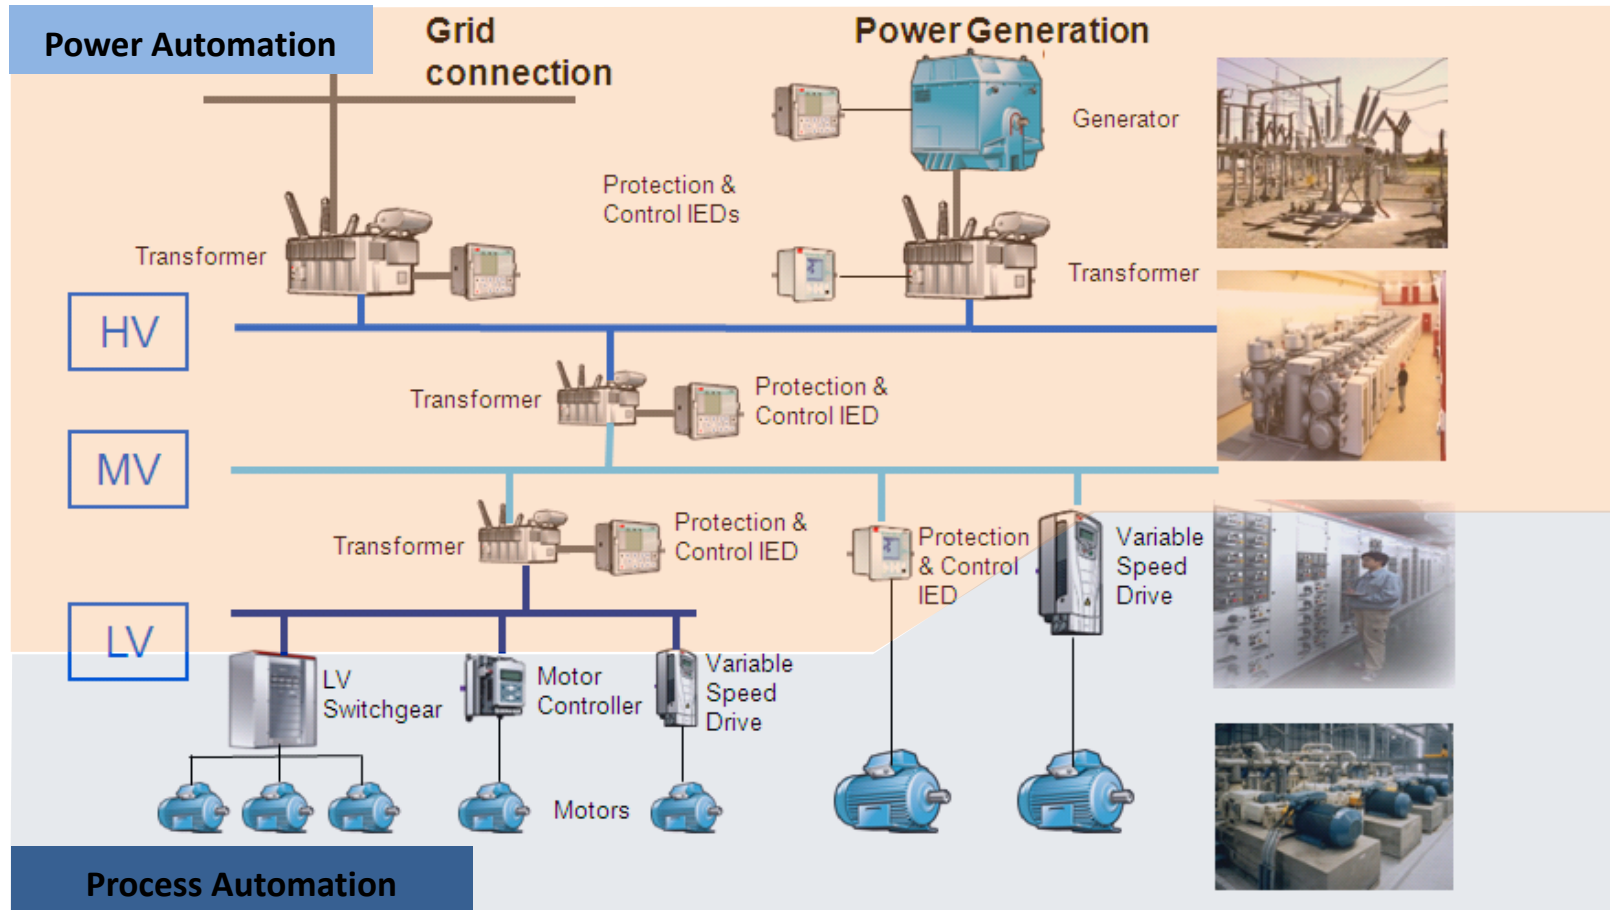 Power Automation
Grid
connection
Power Generation
Generator
Protection &
Control IEDs
Transformer
Transformer
HV
Transformer
Protection &
Control IED
MV
Transformer
Protection &
Control IED
Protection
& Control
IED
Variable
Speed
Drive
LV
LV
Switchgear
Motor
Controller
Variable
Speed
Drive
Motors
Process Automation